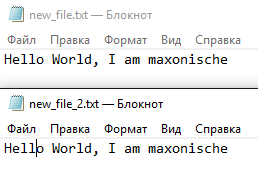 new_file.txt — Блокнот
Файл Правка Формат Вид Справка
Hello World, I am maxonische
new_file_2.txt — Блокнот
Файл Правка Формат Вид Справка
Hello World, I am maxonische